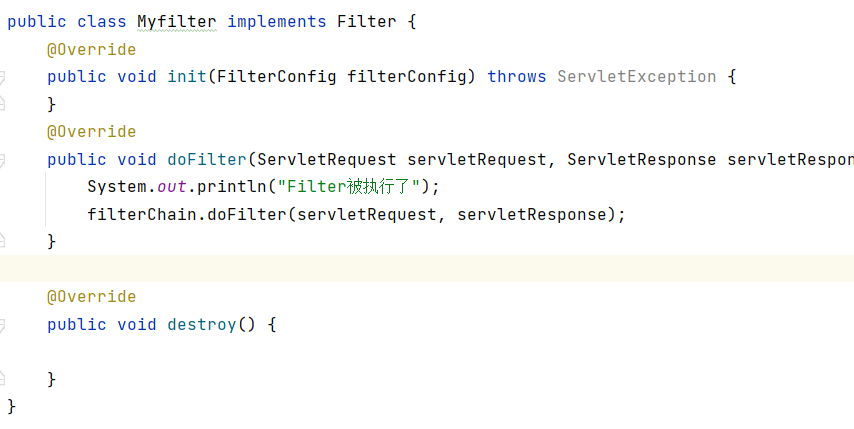 public class Myfilter implements Filter {
@Override
public void init(FilterConfig filterConfig) throws ServletException {
}
@Override
public void doFilter(ServletRequest servletRequest, ServletResponse servletRespon
System.out.println("Filter被执行了");
filterChain.doFilter(servletRequest, servletResponse);
}
@Override
public void destroy() {
}
}